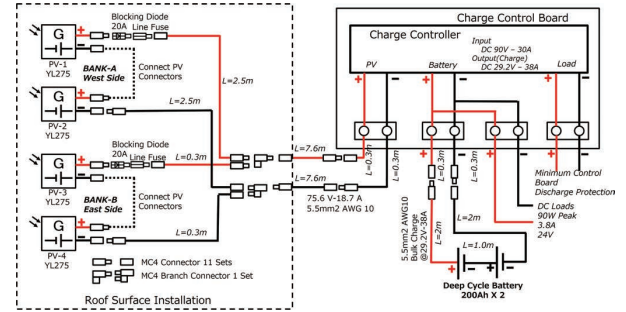 Blocking Diode
20A Line Fuse
G
PV-1
YL275
BANK-A
West Side
Connect PV
Connectors
L=2.5m
L=2.5m
G
PV-2
YL275
Blocking Diode
20A Line Fuse
L=0.3m
G
PV-3
YL275
BANK-B
East Side
Connect PV
Connectors
L=0.3m
G
PV-4
YL275
MC4 Connector 11 Sets
MC4 Branch Connector 1 Set
Roof Surface Installation
L=7.6m
L=7.6m
75.6 V-18.7 A
5.5mm2 AWG 10
Charge Control Board
Charge Controller
Input
DC 90V – 30A
Output(Charge)
DC 29.2V – 38A
PV
Battery
Load
+
-
+
-
+
-
L=0.3m
L=0.3m
L=0.3m
L=0.3m
+
-
+
-
+
-
+
-
Minimum Control
Board
Discharge Protection
DC Loads
90W Peak
3.8A
24V
5.5mm2 AWG10
Bulk Charge
@29.2V-38A
L=2m
L=2m
L=1.0m
+
-
+
-
Deep Cycle Battery
200Ah X 2